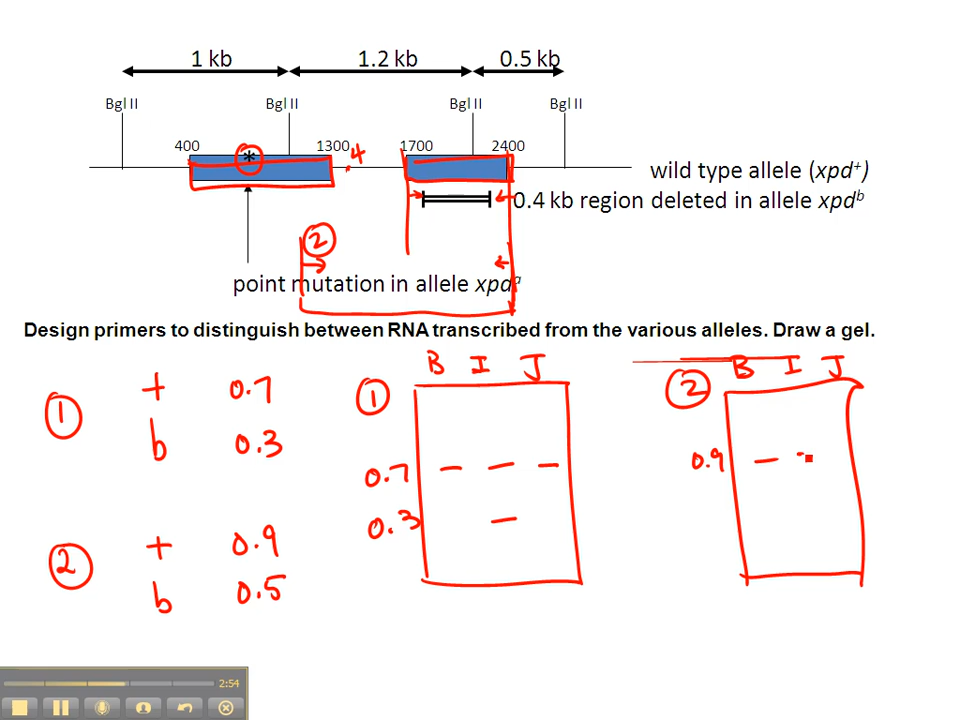 1 kb 1.2 kb 0.5 kb
Bgl II Bgl II Bgl II Bgl II
400 * 1300 .4 1700 2400
wild type allele (xpd+)
0.4 kb region deleted in allele xpdb
2
point mutation in allele xpda
Design primers to distinguish between RNA transcribed from the various alleles. Draw a gel.
1 + 0.7
b 0.3
2 + 0.9
b 0.5
1 B I J
0.7
0.3
2 B I J
0.9
2:54